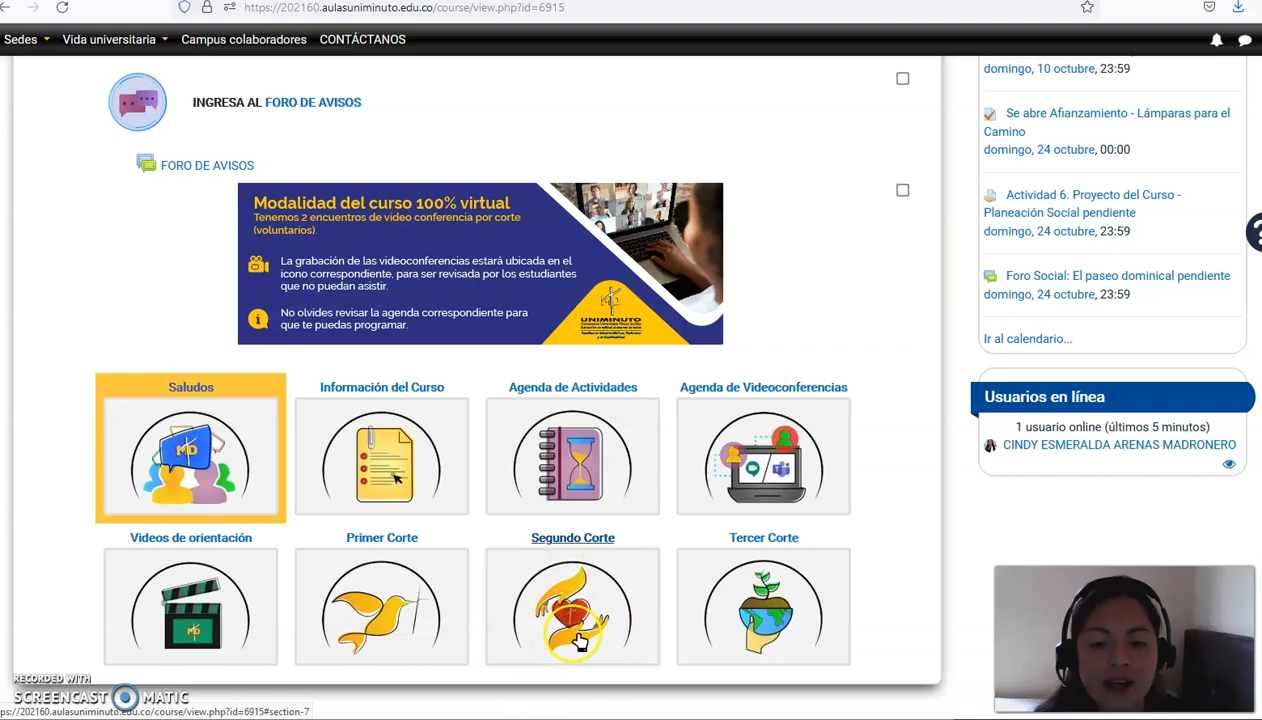 https://202160.aulasuniminuto.edu.co/course/view.php?id=6915
Sedes Vida universitaria Campus colaboradores CONTÁCTANOS
INGRESA AL FORO DE AVISOS
FORO DE AVISOS
Modalidad del curso 100% virtual
Tenemos 2 encuentros de video conferencia por corte
(voluntarios).
La grabación de las videoconferencias estará ubicada en el
icono correspondiente, para ser revisada por los estudiantes
que no puedan asistir.
No olvides revisar la agenda correspondiente para
que te puedas programar.
UNIMINUTO
Saludos
Información del Curso
Agenda de Actividades
Agenda de Videoconferencias
MD
Videos de orientación
Primer Corte
Segundo Corte
Tercer Corte
MD
domingo, 10 octubre, 23:59
Se abre Afianzamiento - Lámparas para el
Camino
domingo, 24 octubre, 00:00
Actividad 6. Proyecto del Curso -
Planeación Social pendiente
domingo, 24 octubre, 23:59
Foro Social: El paseo dominical pendiente
domingo, 24 octubre, 23:59
Ir al calendario...
?
Usuarios en línea
1 usuario online (últimos 5 minutos)
CINDY ESMERALDA ARENAS MADRONERO
RECORDED WITH
SCREENCAST MATIC
ps://202160.aulasuniminuto.edu.co/course/view.php?id=6915#section-7